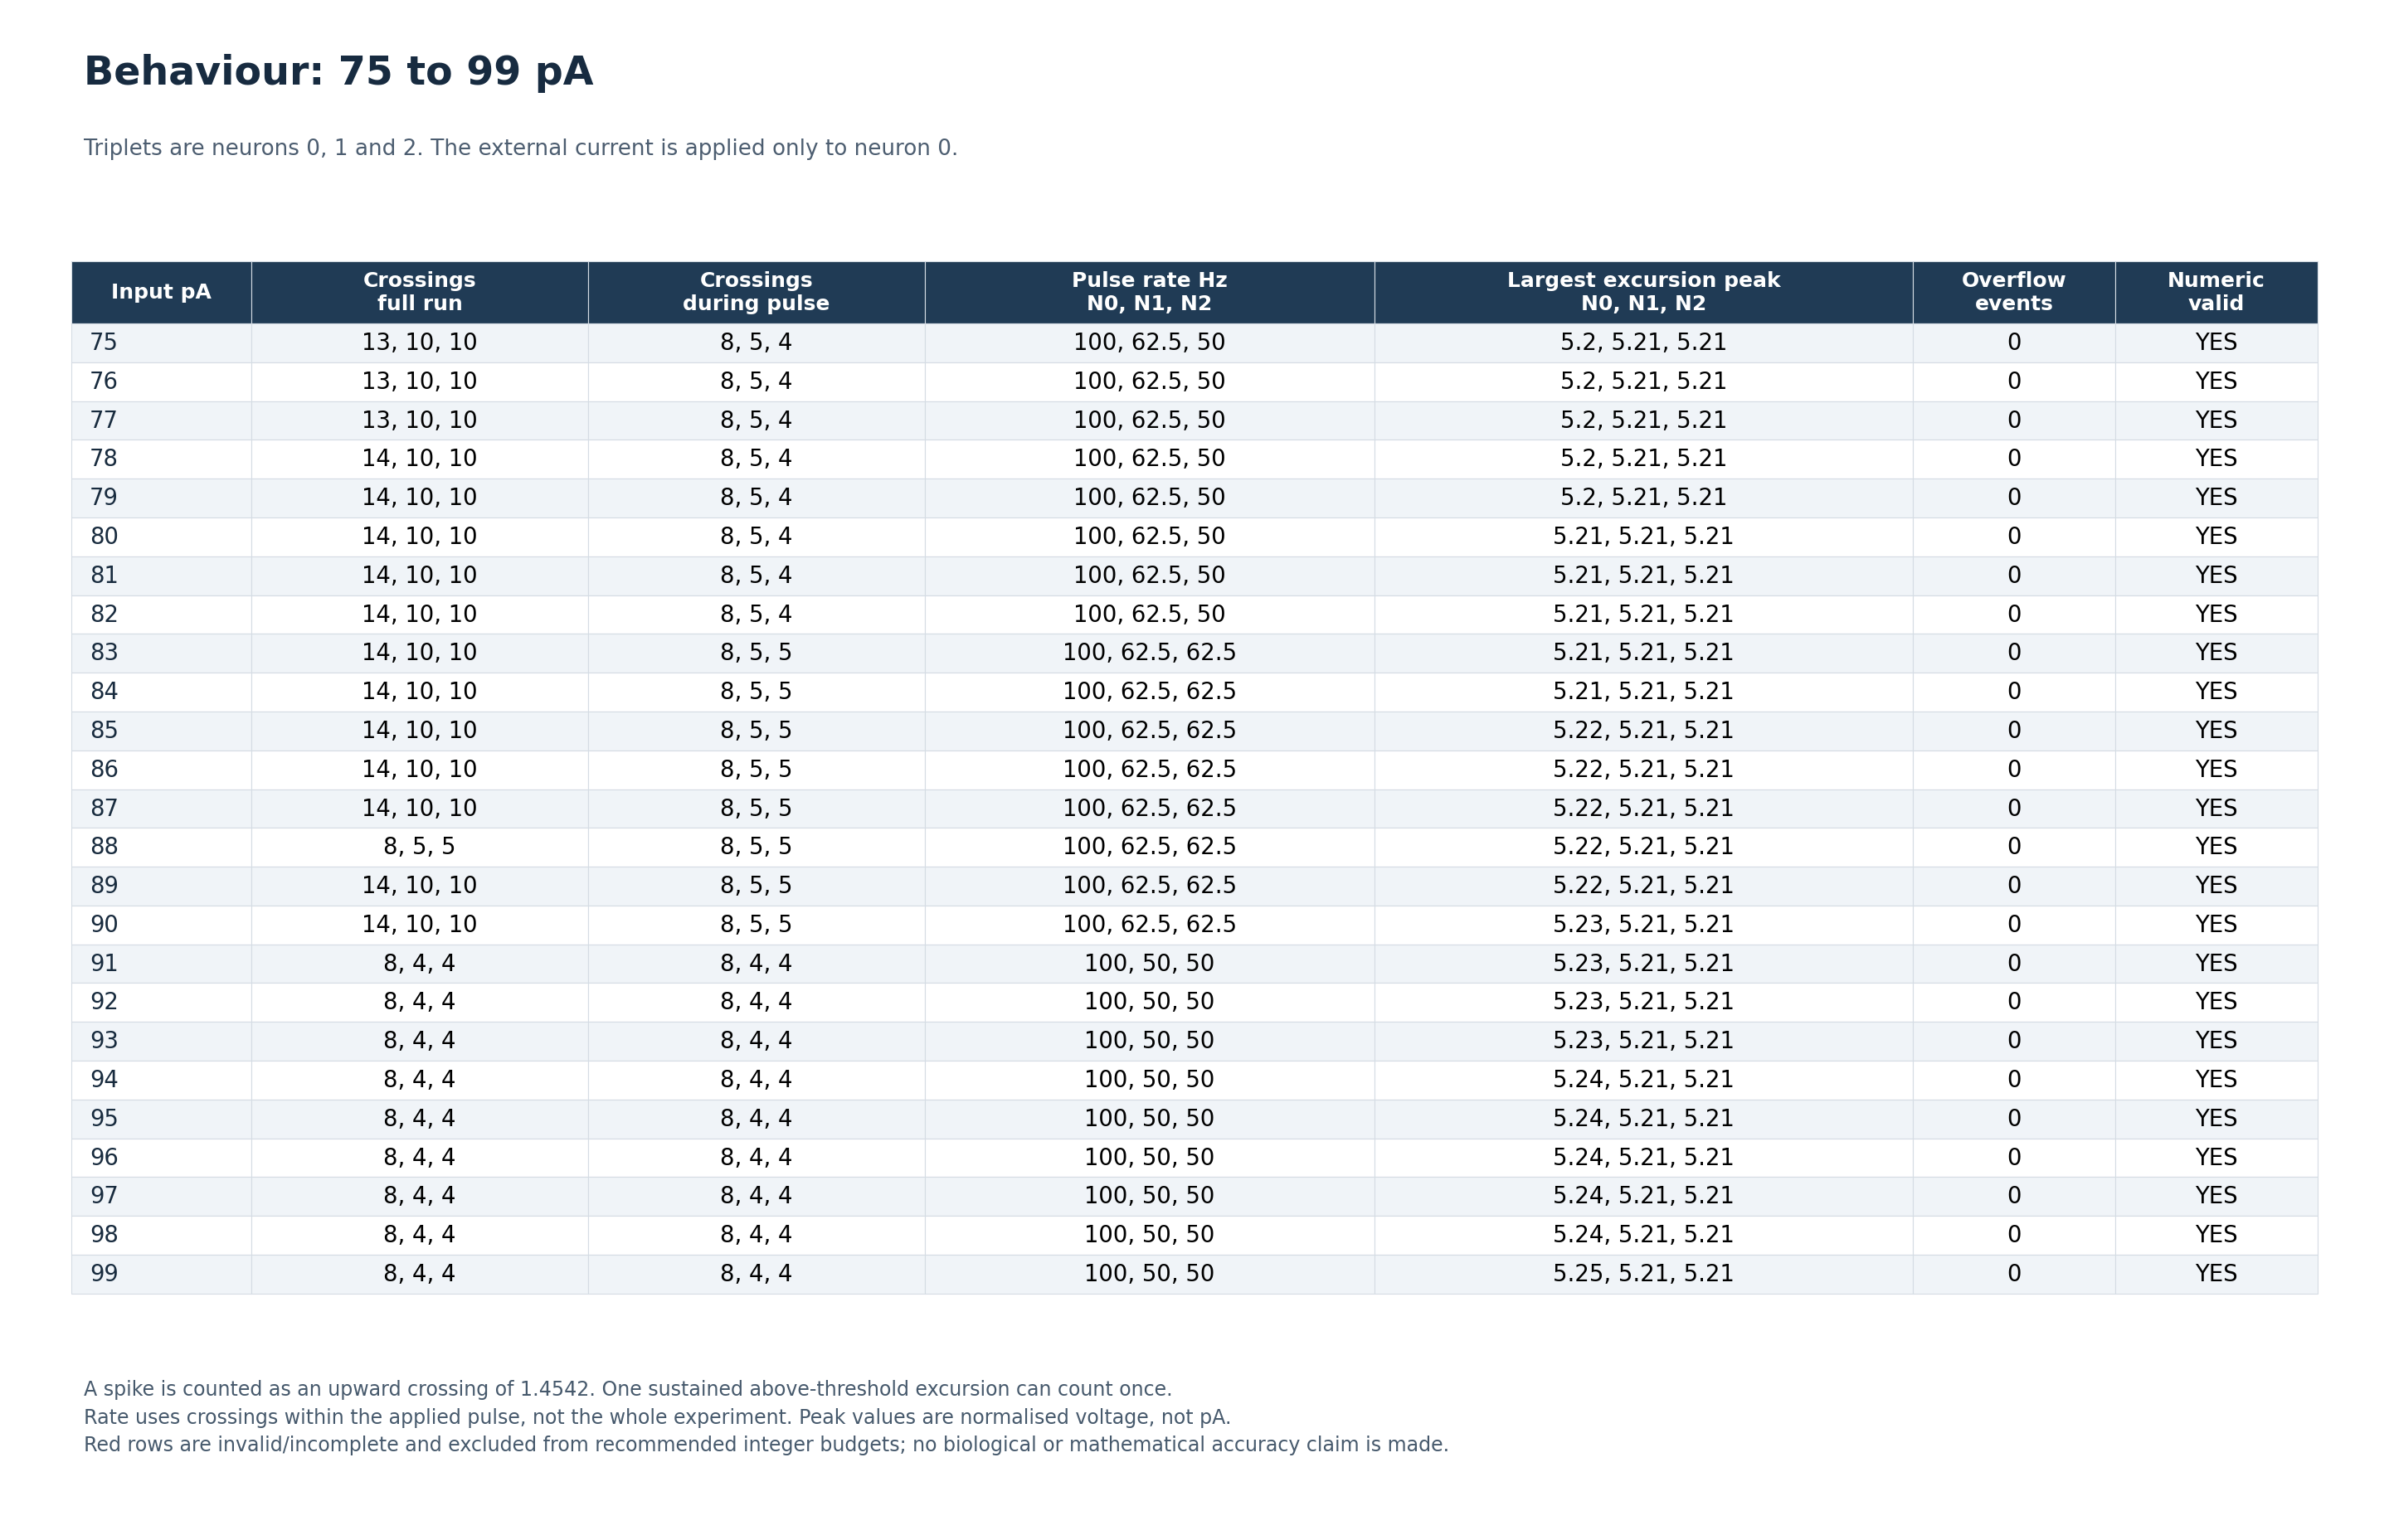 Behaviour: 75 to 99 pA
Triplets are neurons 0, 1 and 2. The external current is applied only to neuron 0.
Input pA Crossings full run Crossings during pulse Pulse rate Hz N0, N1, N2 Largest excursion peak N0, N1, N2 Overflow events Numeric valid
75 13, 10, 10 8, 5, 4 100, 62.5, 50 5.2, 5.21, 5.21 0 YES
76 13, 10, 10 8, 5, 4 100, 62.5, 50 5.2, 5.21, 5.21 0 YES
77 13, 10, 10 8, 5, 4 100, 62.5, 50 5.2, 5.21, 5.21 0 YES
78 14, 10, 10 8, 5, 4 100, 62.5, 50 5.2, 5.21, 5.21 0 YES
79 14, 10, 10 8, 5, 4 100, 62.5, 50 5.2, 5.21, 5.21 0 YES
80 14, 10, 10 8, 5, 4 100, 62.5, 50 5.21, 5.21, 5.21 0 YES
81 14, 10, 10 8, 5, 4 100, 62.5, 50 5.21, 5.21, 5.21 0 YES
82 14, 10, 10 8, 5, 4 100, 62.5, 50 5.21, 5.21, 5.21 0 YES
83 14, 10, 10 8, 5, 5 100, 62.5, 62.5 5.21, 5.21, 5.21 0 YES
84 14, 10, 10 8, 5, 5 100, 62.5, 62.5 5.21, 5.21, 5.21 0 YES
85 14, 10, 10 8, 5, 5 100, 62.5, 62.5 5.22, 5.21, 5.21 0 YES
86 14, 10, 10 8, 5, 5 100, 62.5, 62.5 5.22, 5.21, 5.21 0 YES
87 14, 10, 10 8, 5, 5 100, 62.5, 62.5 5.22, 5.21, 5.21 0 YES
88 8, 5, 5 8, 5, 5 100, 62.5, 62.5 5.22, 5.21, 5.21 0 YES
89 14, 10, 10 8, 5, 5 100, 62.5, 62.5 5.22, 5.21, 5.21 0 YES
90 14, 10, 10 8, 5, 5 100, 62.5, 62.5 5.23, 5.21, 5.21 0 YES
91 8, 4, 4 8, 4, 4 100, 50, 50 5.23, 5.21, 5.21 0 YES
92 8, 4, 4 8, 4, 4 100, 50, 50 5.23, 5.21, 5.21 0 YES
93 8, 4, 4 8, 4, 4 100, 50, 50 5.23, 5.21, 5.21 0 YES
94 8, 4, 4 8, 4, 4 100, 50, 50 5.24, 5.21, 5.21 0 YES
95 8, 4, 4 8, 4, 4 100, 50, 50 5.24, 5.21, 5.21 0 YES
96 8, 4, 4 8, 4, 4 100, 50, 50 5.24, 5.21, 5.21 0 YES
97 8, 4, 4 8, 4, 4 100, 50, 50 5.24, 5.21, 5.21 0 YES
98 8, 4, 4 8, 4, 4 100, 50, 50 5.24, 5.21, 5.21 0 YES
99 8, 4, 4 8, 4, 4 100, 50, 50 5.25, 5.21, 5.21 0 YES
A spike is counted as an upward crossing of 1.4542. One sustained above-threshold excursion can count once.
Rate uses crossings within the applied pulse, not the whole experiment. Peak values are normalised voltage, not pA.
Red rows are invalid/incomplete and excluded from recommended integer budgets; no biological or mathematical accuracy claim is made.